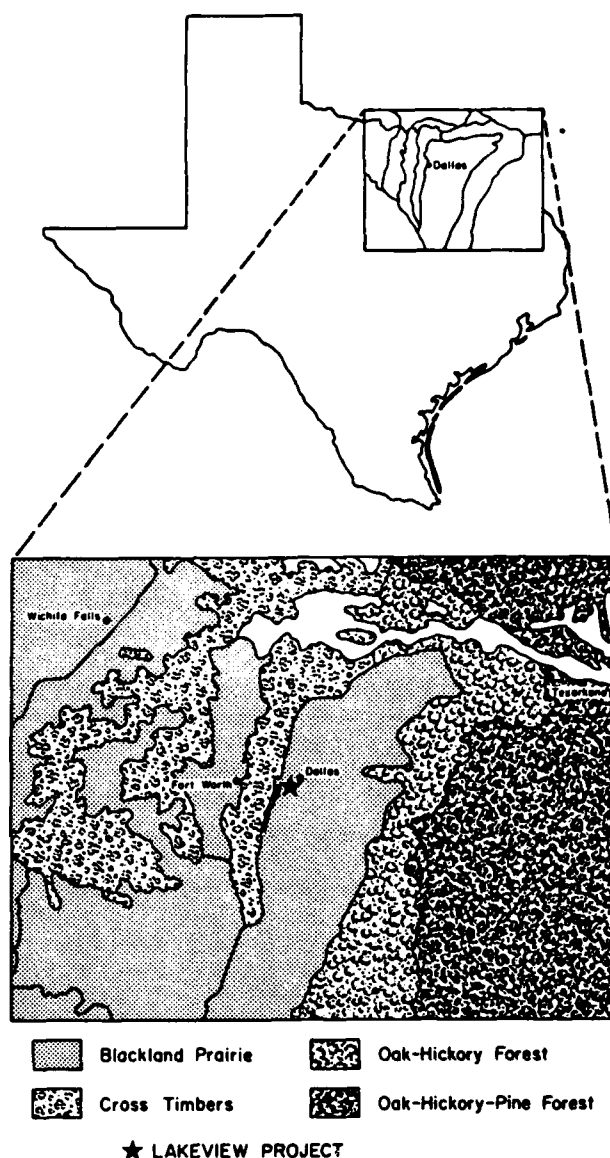 Dallas
Wichita Falls
Texarkana
Fort Worth
Dallas
Blackland Prairie
Oak-Hickory Forest
Cross Timbers
Oak-Hickory-Pine Forest
LAKEVIEW PROJECT